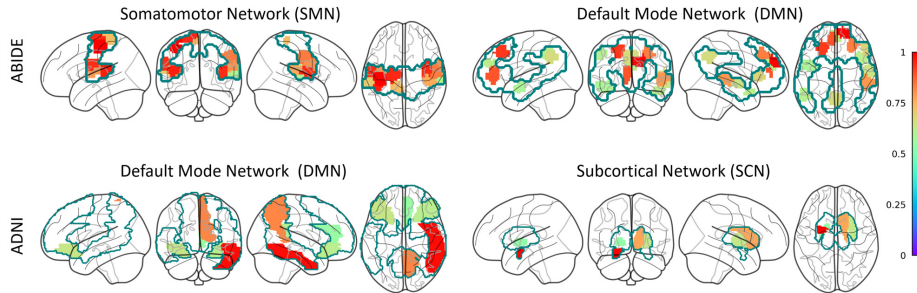 Somatomotor Network (SMN)
Default Mode Network (DMN)
ABIDE
Default Mode Network (DMN)
Subcortical Network (SCN)
ADNI
1
0.75
0.5
0.25
0